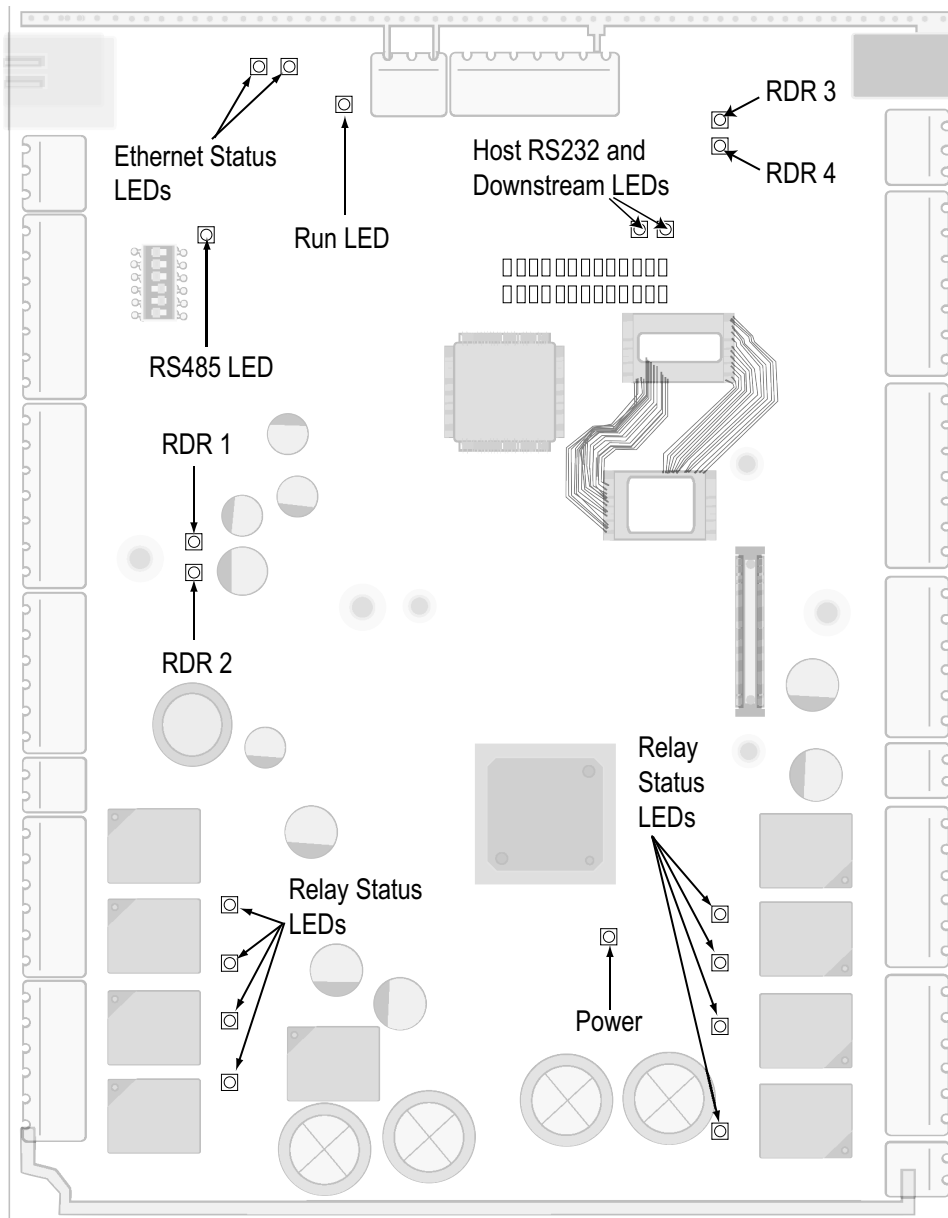 RDR 3
Ethernet Status
LEDs
Host RS232 and
Downstream LEDs
RDR 4
Run LED
RS485 LED
RDR 1
RDR 2
Relay
Status
LEDs
Relay Status
LEDs
Power